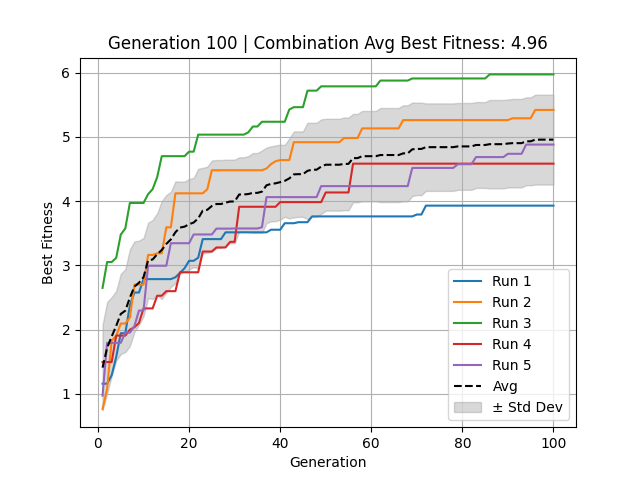 Generation 100 | Combination Avg Best Fitness: 4.96
Best Fitness
6
5
4
3
2
1
0
20
40
60
80
100
Generation
Run 1
Run 2
Run 3
Run 4
Run 5
Avg
± Std Dev